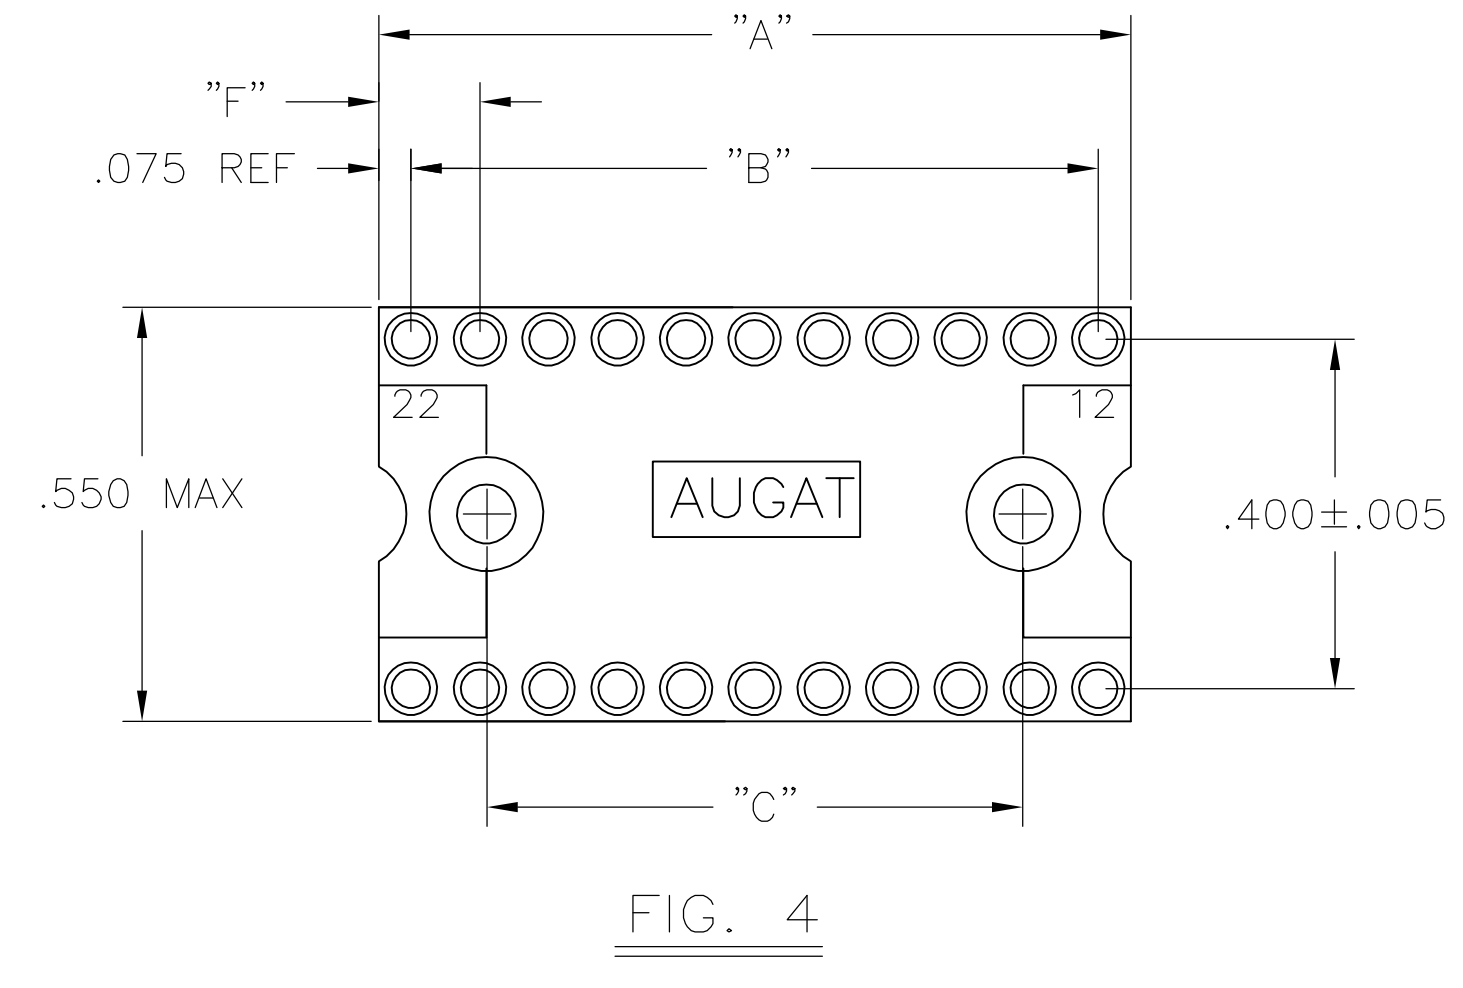 ”A”
”F”
.075 REF
”B”
22
12
.550 MAX
AUGAT
.400±.005
”C”
FIG. 4